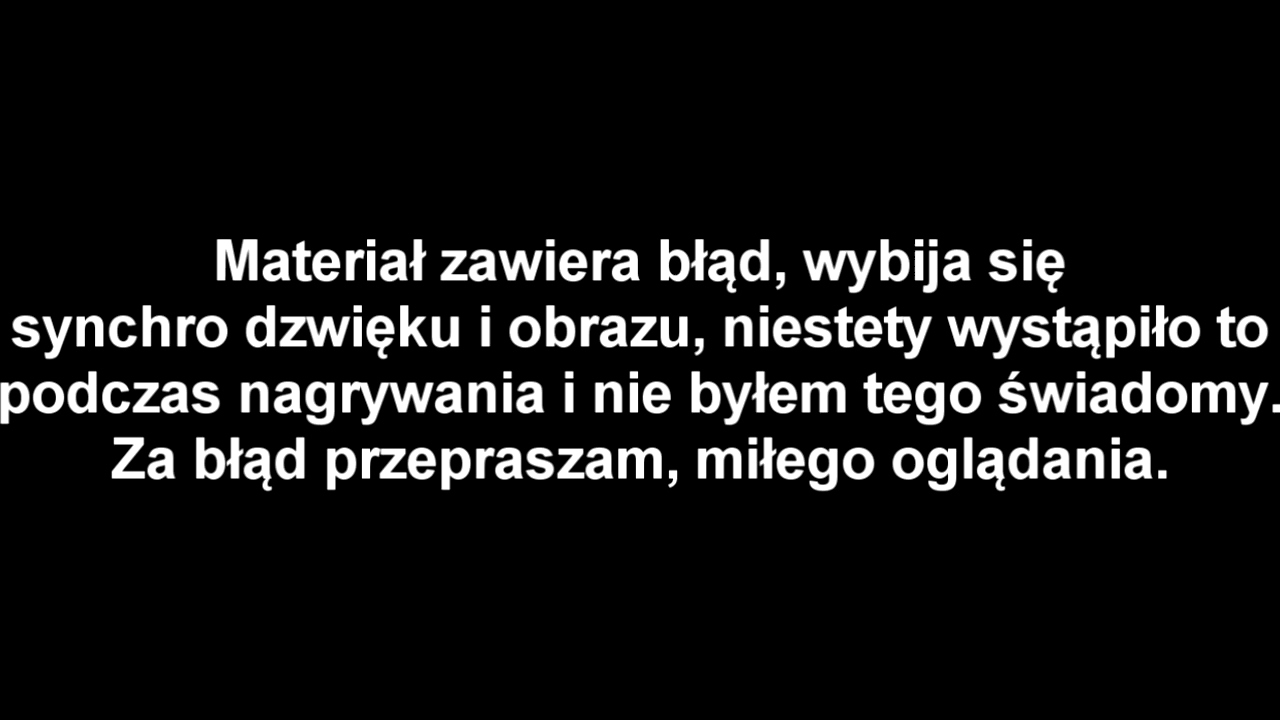 Materiał zawiera błąd, wybija się
synchro dzwięku i obrazu, niestety wystąpiło to
podczas nagrywania i nie byłem tego świadomy.
Za błąd przepraszam, miłego oglądania.